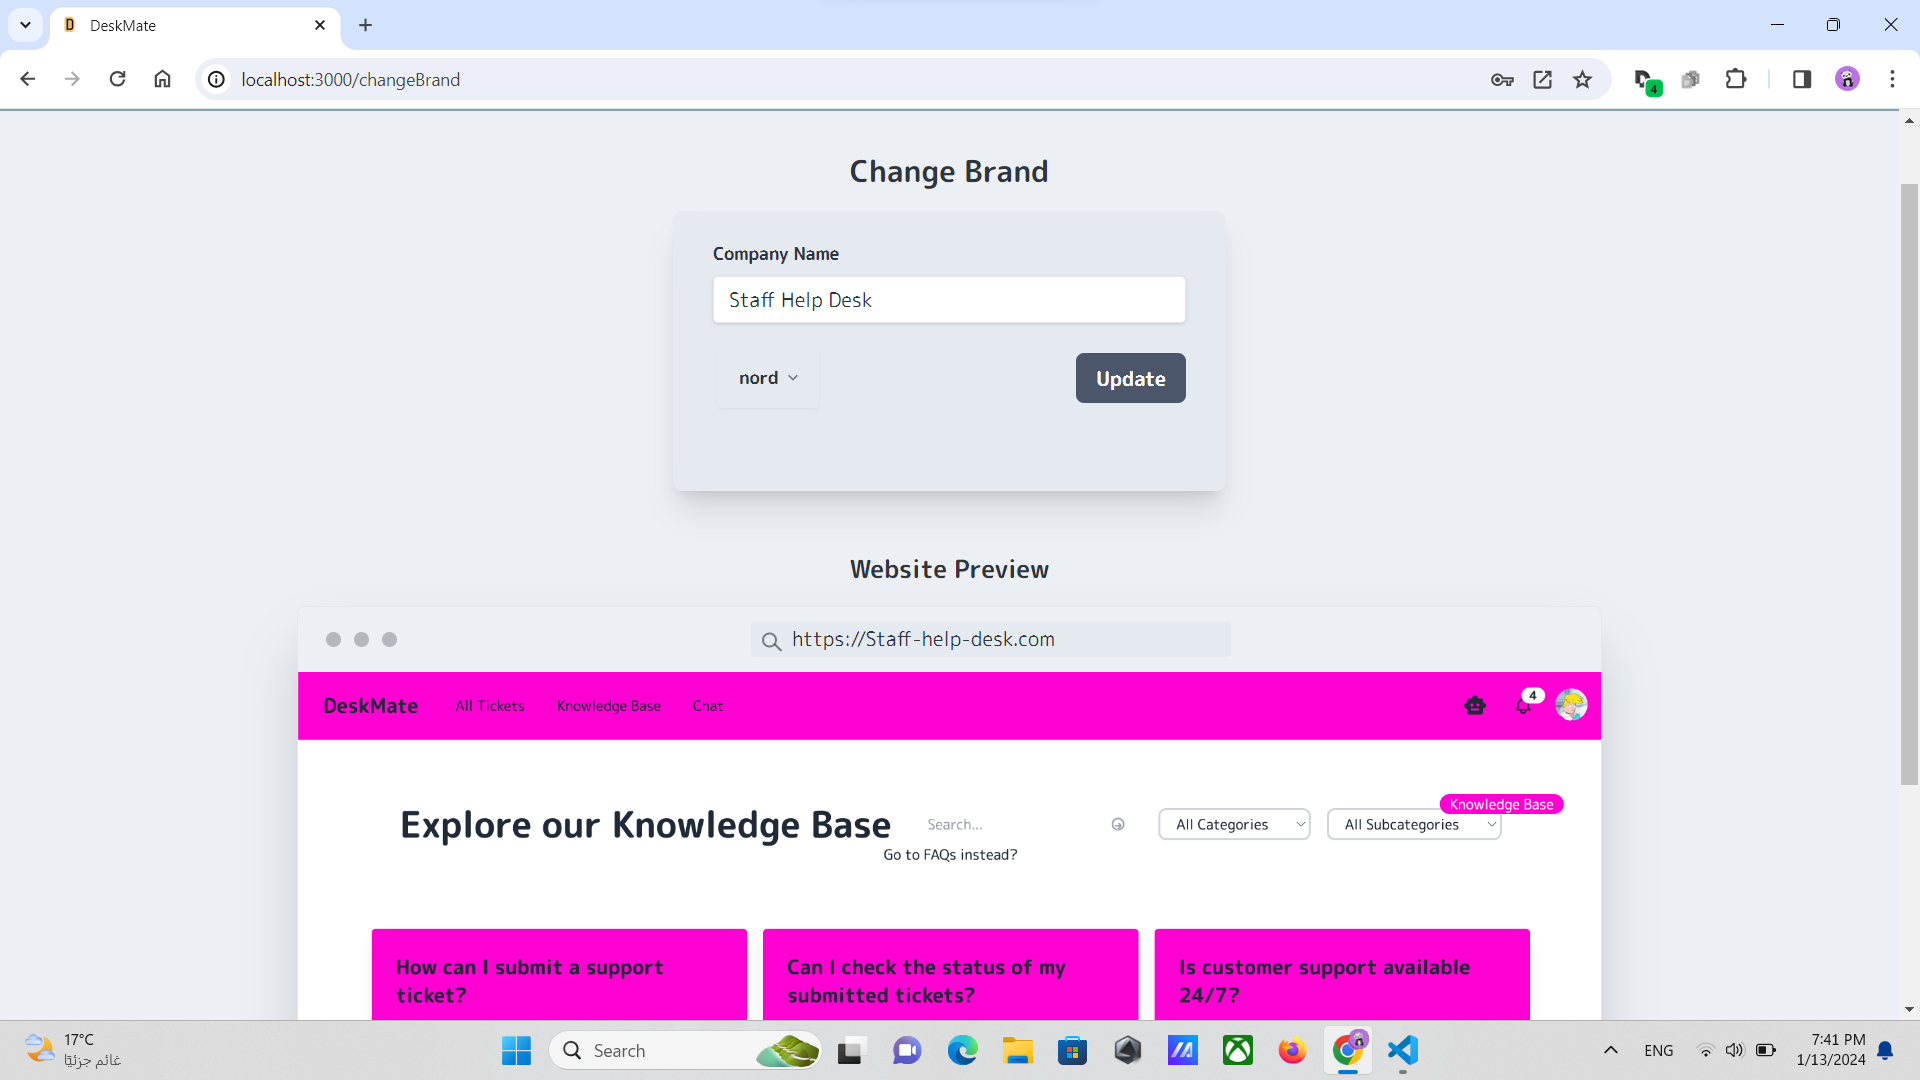 DeskMate
localhost:3000/changeBrand
4
Change Brand
Company Name
Staff Help Desk
nord
Update
Website Preview
https://Staff-help-desk.com
DeskMate All Tickets Knowledge Base Chat
4
Knowledge Base
Explore our Knowledge Base Search... All Categories All Subcategories
Go to FAQs instead?
How can I submit a support
ticket?
Can I check the status of my
submitted tickets?
Is customer support available
24/7?
17°C
غائم جزئيًا
Search
ENG
7:41 PM
1/13/2024